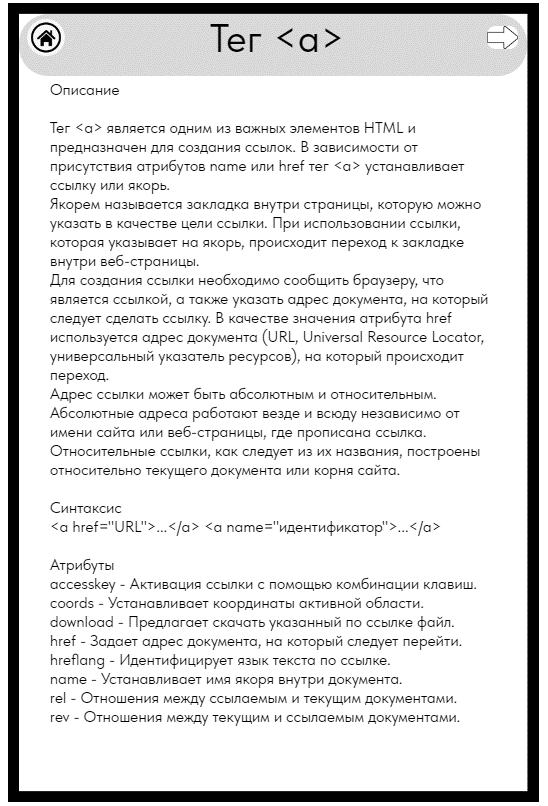 Тег <a>
Описание
Тег <a> является одним из важных элементов HTML и
предназначен для создания ссылок. В зависимости от
присутствия атрибутов name или href тег <a> устанавливает
ссылку или якорь.
Якорем называется закладка внутри страницы, которую можно
указать в качестве цели ссылки. При использовании ссылки,
которая указывает на якорь, происходит переход к закладке
внутри веб-страницы.
Для создания ссылки необходимо сообщить браузеру, что
является ссылкой, а также указать адрес документа, на который
следует сделать ссылку. В качестве значения атрибута href
используется адрес документа (URL, Universal Resource Locator,
универсальный указатель ресурсов), на который происходит
переход.
Адрес ссылки может быть абсолютным и относительным.
Абсолютные адреса работают везде и всюду независимо от
имени сайта или веб-страницы, где прописана ссылка.
Относительные ссылки, как следует из их названия, построены
относительно текущего документа или корня сайта.
Синтаксис
<a href="URL">...</a> <a name="идентификатор">...</a>
Атрибуты
accesskey - Активация ссылки с помощью комбинации клавиш.
coords - Устанавливает координаты активной области.
download - Предлагает скачать указанный по ссылке файл.
href - Задает адрес документа, на который следует перейти.
hreflang - Идентифицирует язык текста по ссылке.
name - Устанавливает имя якоря внутри документа.
rel - Отношения между ссылаемым и текущим документами.
rev - Отношения между текущим и ссылаемым документами.